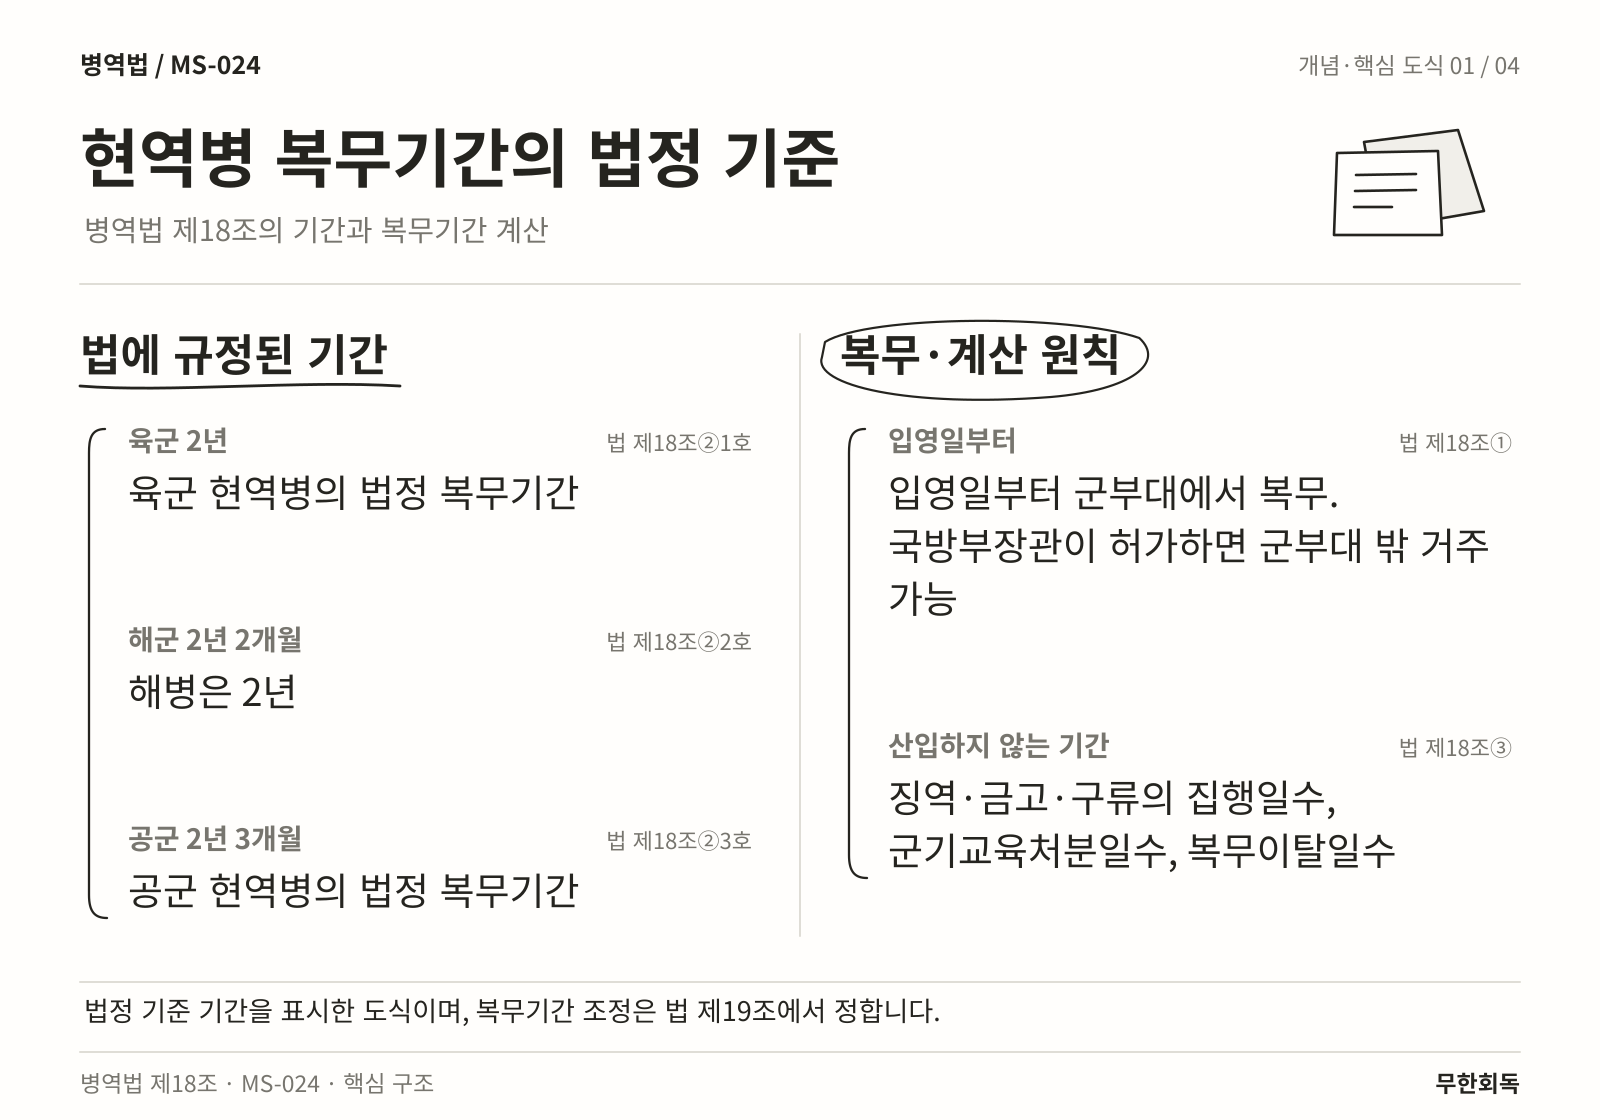 병역법 / MS-024
개념·핵심 도식 01 / 04
현역병 복무기간의 법정 기준
병역법 제18조의 기간과 복무기간 계산
법에 규정된 기간
육군 2년
법 제18조②1호
육군 현역병의 법정 복무기간
해군 2년 2개월
법 제18조②2호
해병은 2년
공군 2년 3개월
법 제18조②3호
공군 현역병의 법정 복무기간
복무·계산 원칙
입영일부터
법 제18조①
입영일부터 군부대에서 복무.
국방부장관이 허가하면 군부대 밖 거주
가능
산입하지 않는 기간
법 제18조③
징역·금고·구류의 집행일수,
군기교육처분일수, 복무이탈일수
법정 기준 기간을 표시한 도식이며, 복무기간 조정은 법 제19조에서 정합니다.
병역법 제18조 · MS-024 · 핵심 구조
무한회독